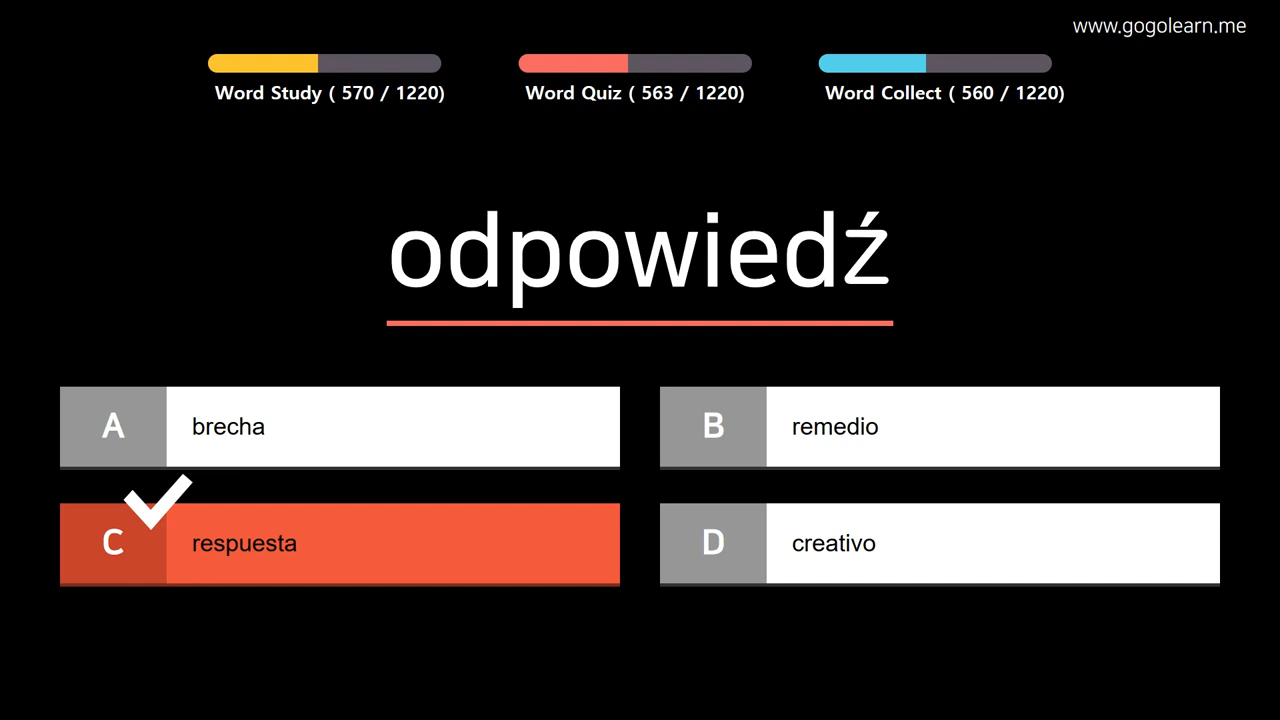 www.gogolearn.me
Word Study ( 570 / 1220)
Word Quiz ( 563 / 1220)
Word Collect ( 560 / 1220)
odpowiedź
A brecha
B remedio
C respuesta
D creativo